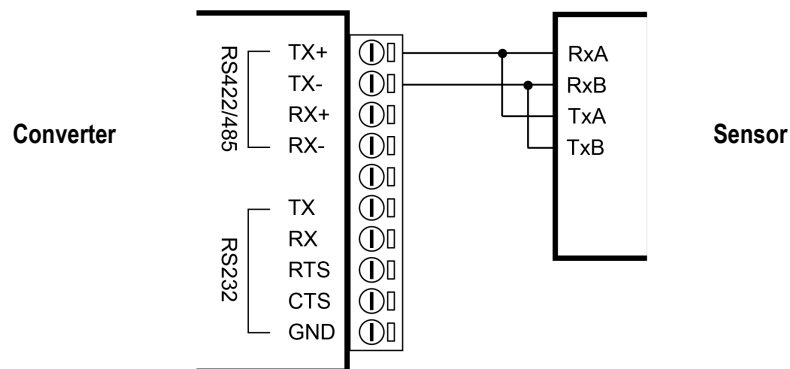 Converter
RS422/485
TX+
TX-
RX+
RX-
RS232
TX
RX
RTS
CTS
GND
RxA
RxB
TxA
TxB
Sensor